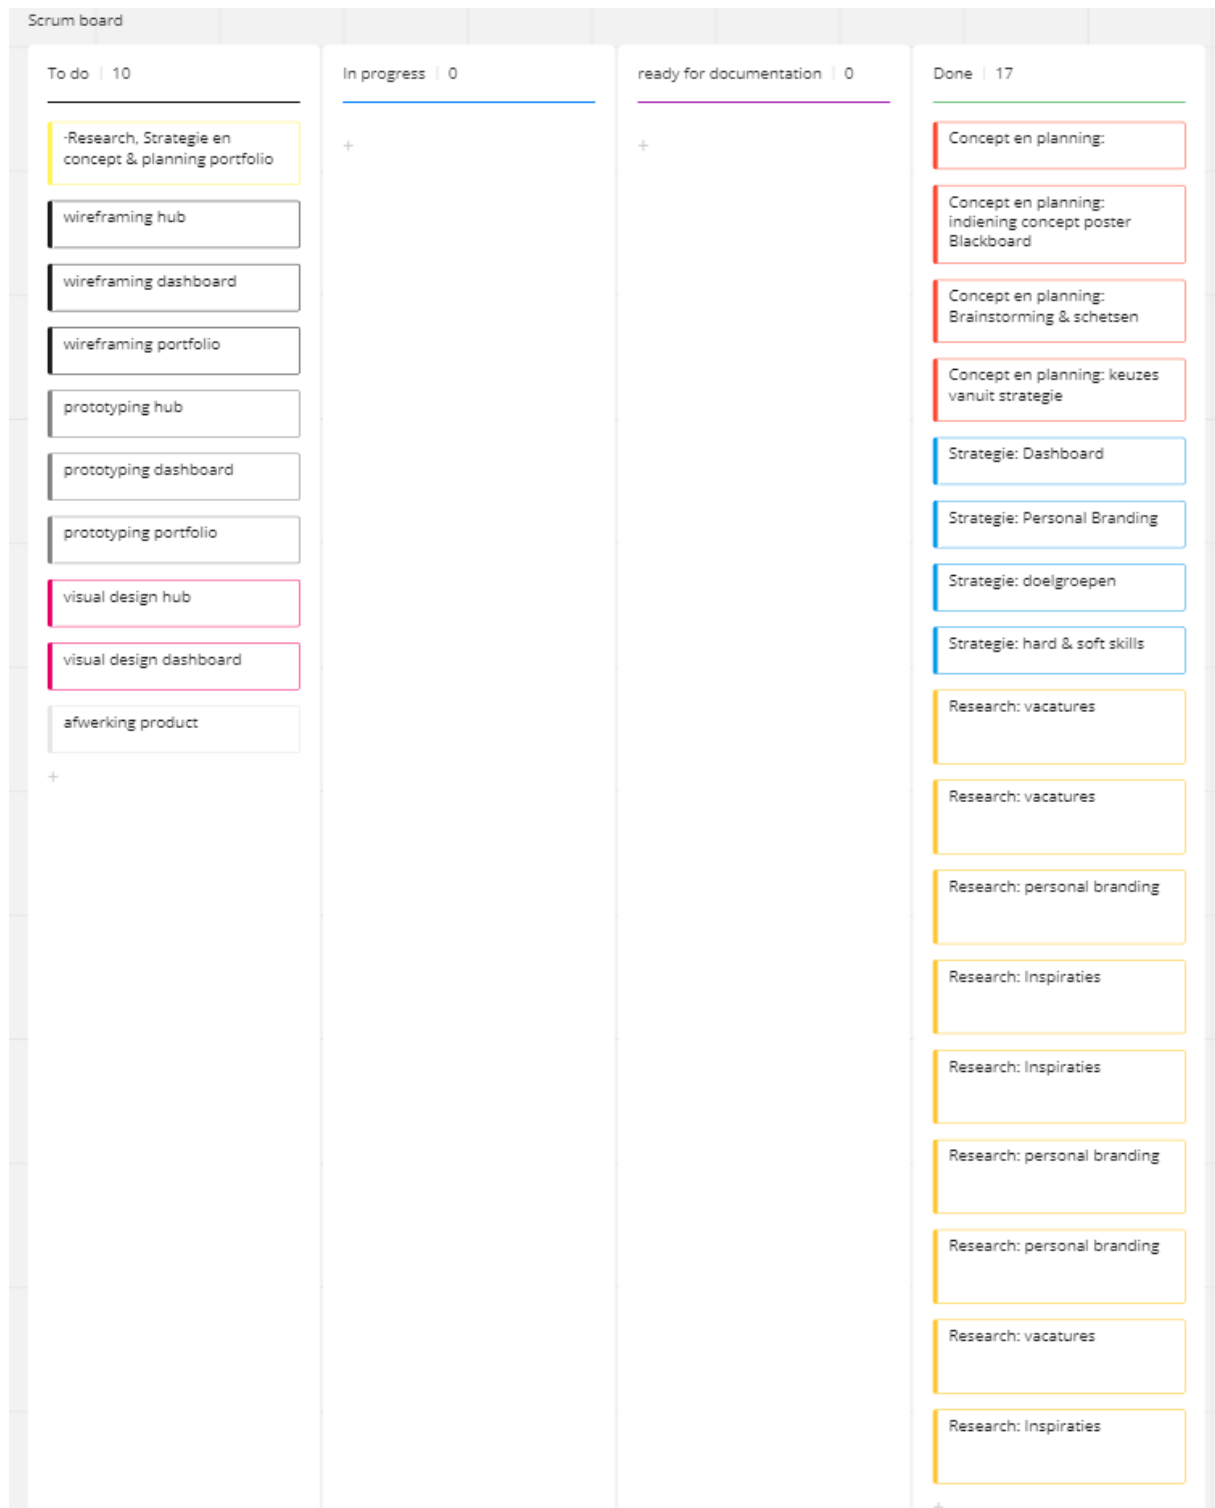 Scrum board
To do | 10
-Research, Strategie en
concept & planning portfolio
wireframing hub
wireframing dashboard
wireframing portfolio
prototyping hub
prototyping dashboard
prototyping portfolio
visual design hub
visual design dashboard
afwerking product
+
In progress | 0
+
ready for documentation | 0
+
Done | 17
Concept en planning:
Concept en planning:
indiening concept poster
Blackboard
Concept en planning:
Brainstorming & schetsen
Concept en planning: keuzes
vanuit strategie
Strategie: Dashboard
Strategie: Personal Branding
Strategie: doelgroepen
Strategie: hard & soft skills
Research: vacatures
Research: vacatures
Research: personal branding
Research: Inspiraties
Research: Inspiraties
Research: personal branding
Research: personal branding
Research: vacatures
Research: Inspiraties
+